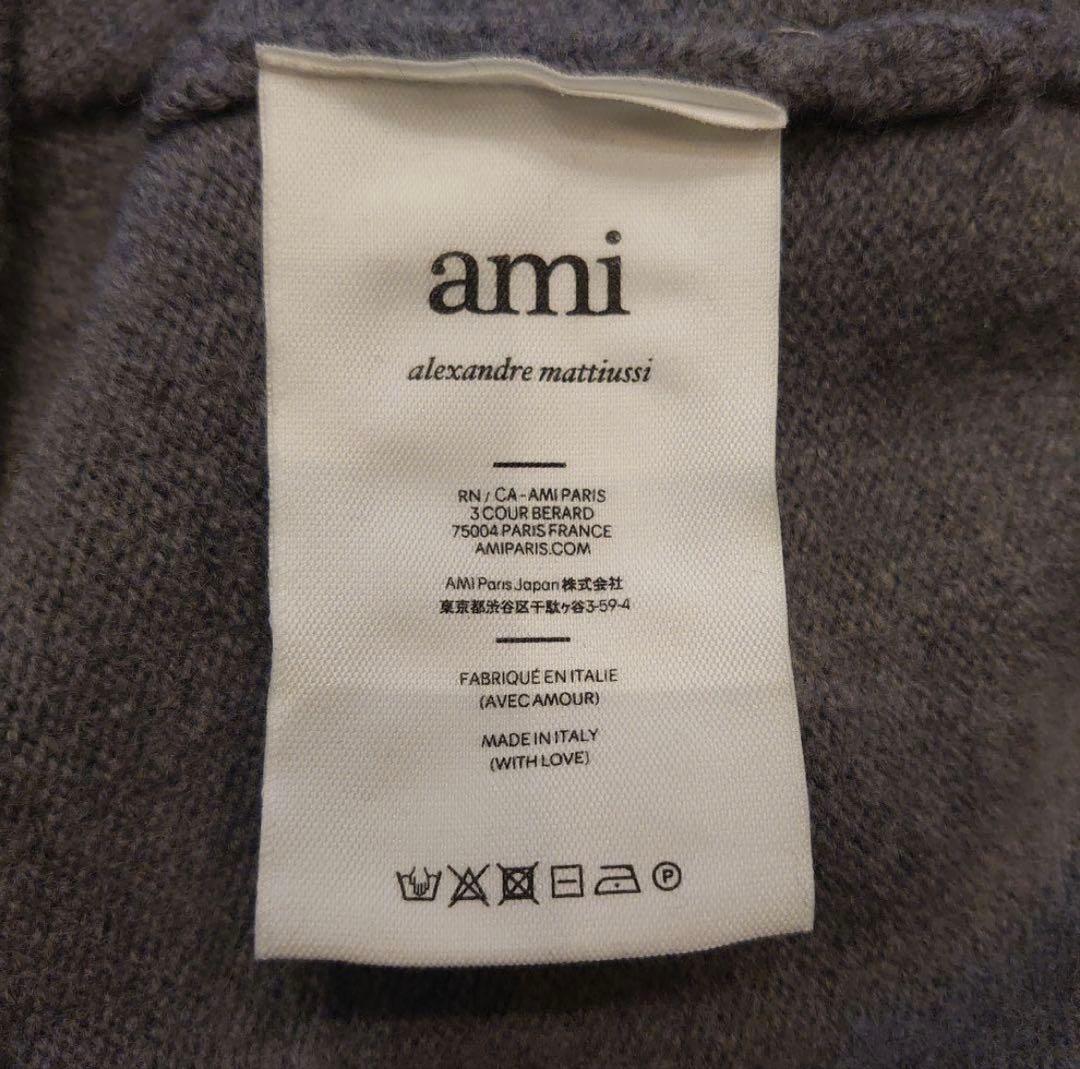 ami
alexandre mattiussi
RN / CA - AMI PARIS
3 COUR BERARD
75004 PARIS FRANCE
AMIPARIS.COM
AMI Paris Japan 株式会社
東京都渋谷区千駄ヶ谷3-59-4
FABRIQUÉ EN ITALIE
(AVEC AMOUR)
MADE IN ITALY
(WITH LOVE)
P